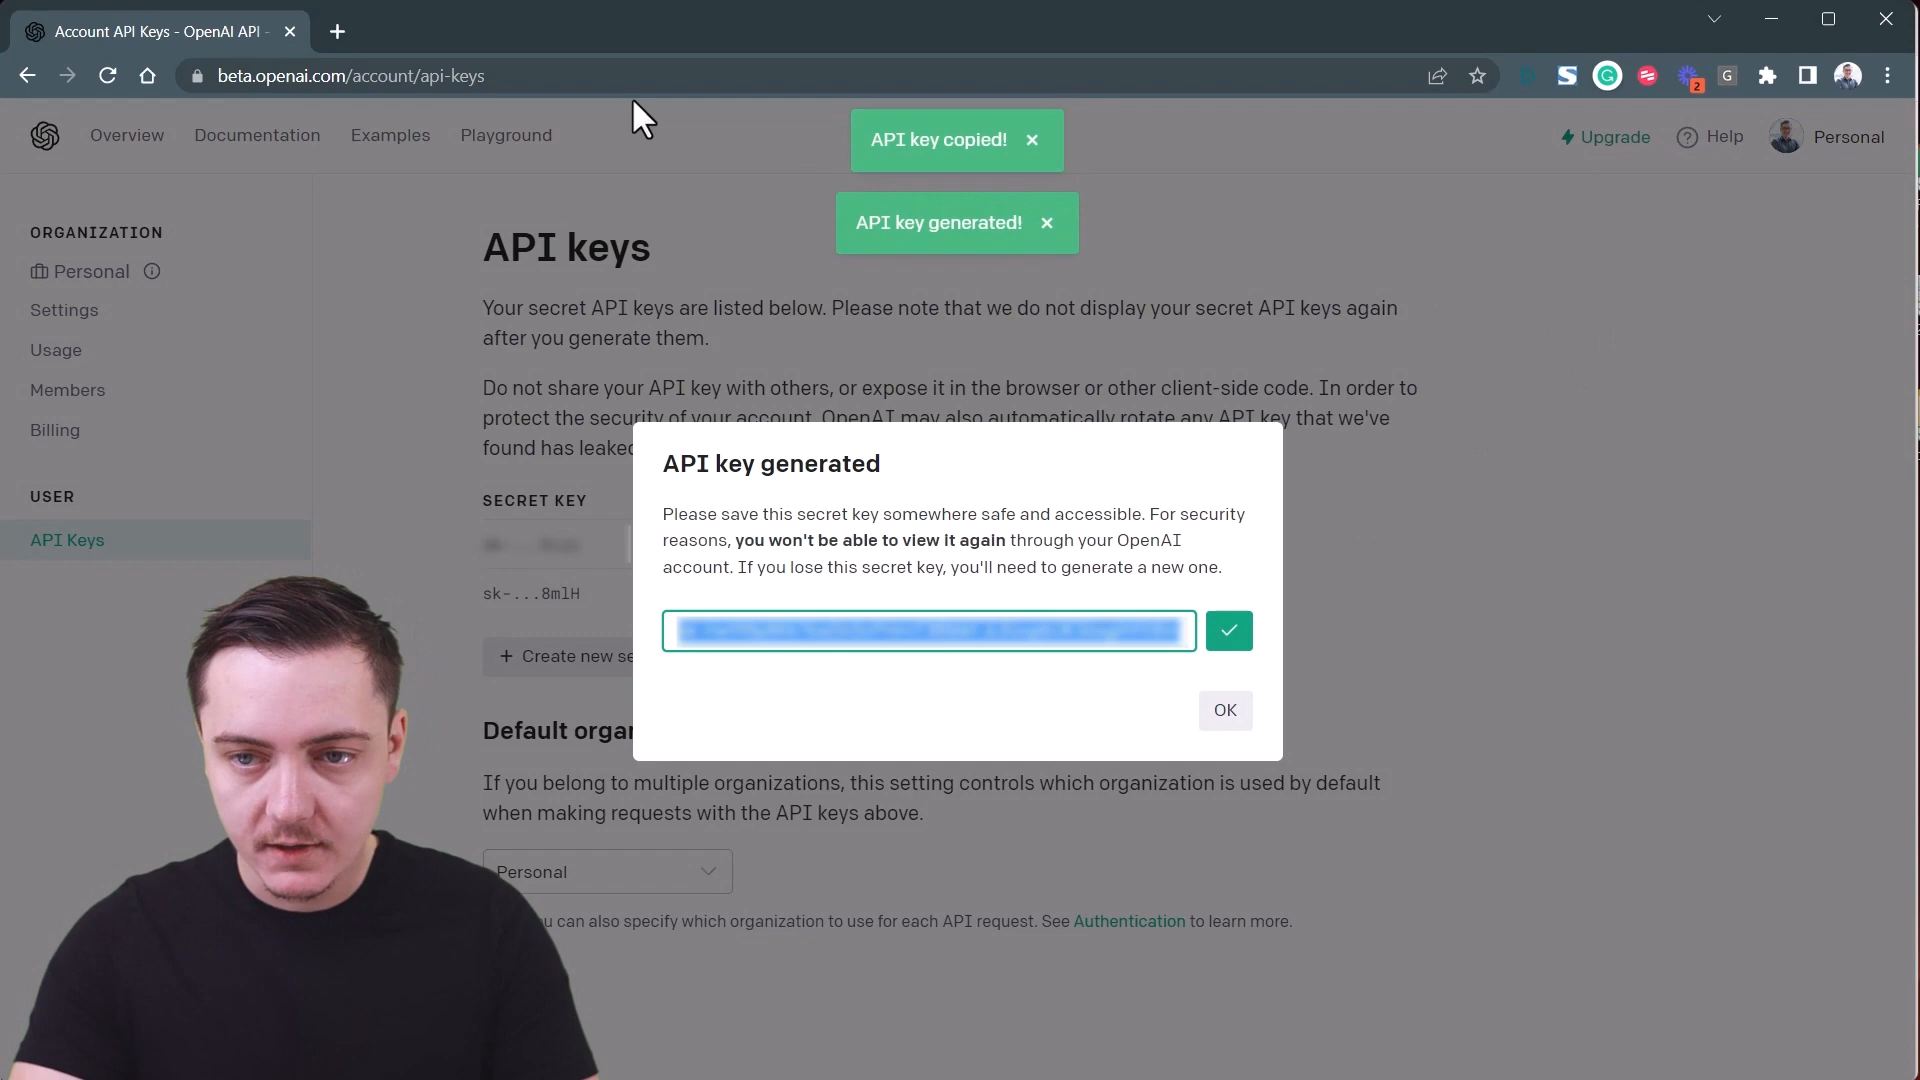 Account API Keys - OpenAI API -
beta.openai.com/account/api-keys
2
G
Overview
Documentation
Examples
Playground
API key copied!
Upgrade
Help
Personal
API key generated!
ORGANIZATION
Personal
Settings
Usage
Members
Billing
USER
API Keys
API keys
Your secret API keys are listed below. Please note that we do not display your secret API keys again
after you generate them.
Do not share your API key with others, or expose it in the browser or other client-side code. In order to
protect the security of your account, OpenAI may also automatically rotate any API key that we've
found has leaked
SECRET KEY
sk-...8mlH
+ Create new se
API key generated
Please save this secret key somewhere safe and accessible. For security
reasons, you won't be able to view it again through your OpenAI
account. If you lose this secret key, you'll need to generate a new one.
OK
Default organ
If you belong to multiple organizations, this setting controls which organization is used by default
when making requests with the API keys above.
Personal
you can also specify which organization to use for each API request. See Authentication to learn more.